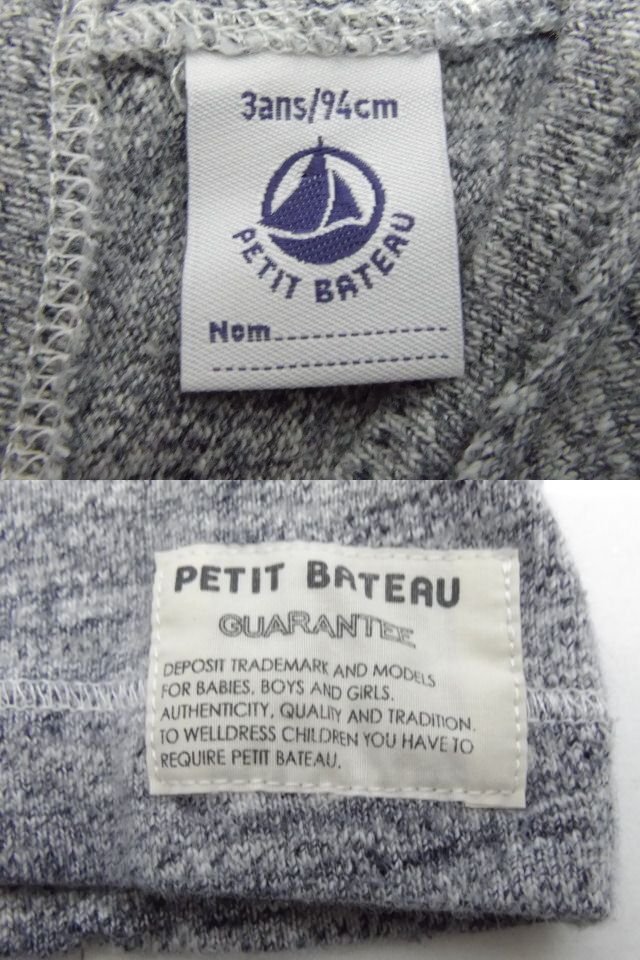 3ans/94cm
PETIT BATEAU
Nom
PETIT BATEAU
GUARANTEE
DEPOSIT TRADEMARK AND MODELS
FOR BABIES, BOYS AND GIRLS.
AUTHENTICITY, QUALITY AND TRADITION.
TO WELLDRESS CHILDREN YOU HAVE TO
REQUIRE PETIT BATEAU.